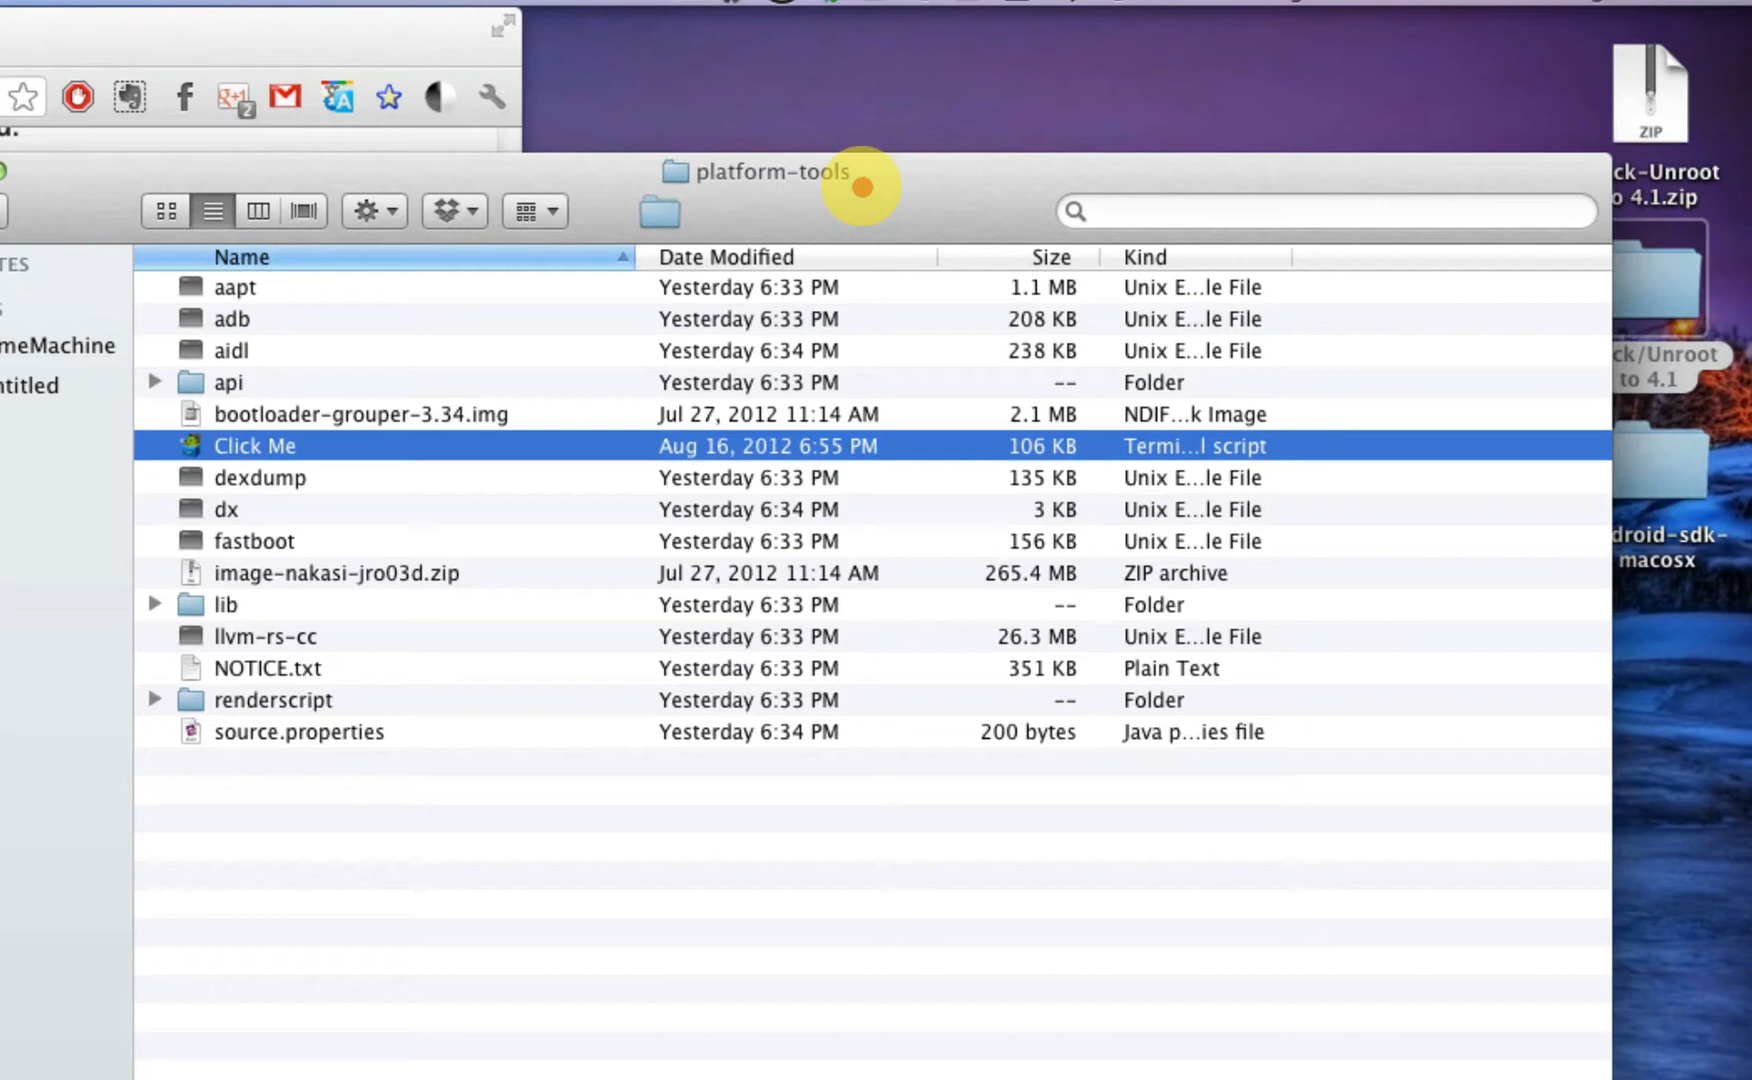 u.
platform-tools
Name Date Modified Size Kind
aapt Yesterday 6:33 PM 1.1 MB Unix E...le File
adb Yesterday 6:33 PM 208 KB Unix E...le File
aidl Yesterday 6:34 PM 238 KB Unix E...le File
api Yesterday 6:33 PM -- Folder
bootloader-grouper-3.34.img Jul 27, 2012 11:14 AM 2.1 MB NDIF...k Image
Click Me Aug 16, 2012 6:55 PM 106 KB Termi...l script
dexdump Yesterday 6:33 PM 135 KB Unix E...le File
dx Yesterday 6:34 PM 3 KB Unix E...le File
fastboot Yesterday 6:33 PM 156 KB Unix E...le File
image-nakasi-jro03d.zip Jul 27, 2012 11:14 AM 265.4 MB ZIP archive
lib Yesterday 6:33 PM -- Folder
llvm-rs-cc Yesterday 6:33 PM 26.3 MB Unix E...le File
NOTICE.txt Yesterday 6:33 PM 351 KB Plain Text
renderscript Yesterday 6:33 PM -- Folder
source.properties Yesterday 6:34 PM 200 bytes Java p...ies file
TES
S
meMachine
ntitled
ZIP
ck-Unroot
o 4.1.zip
ck/Unroot
to 4.1
droid-sdk-
macosx
f
g+1
2
A